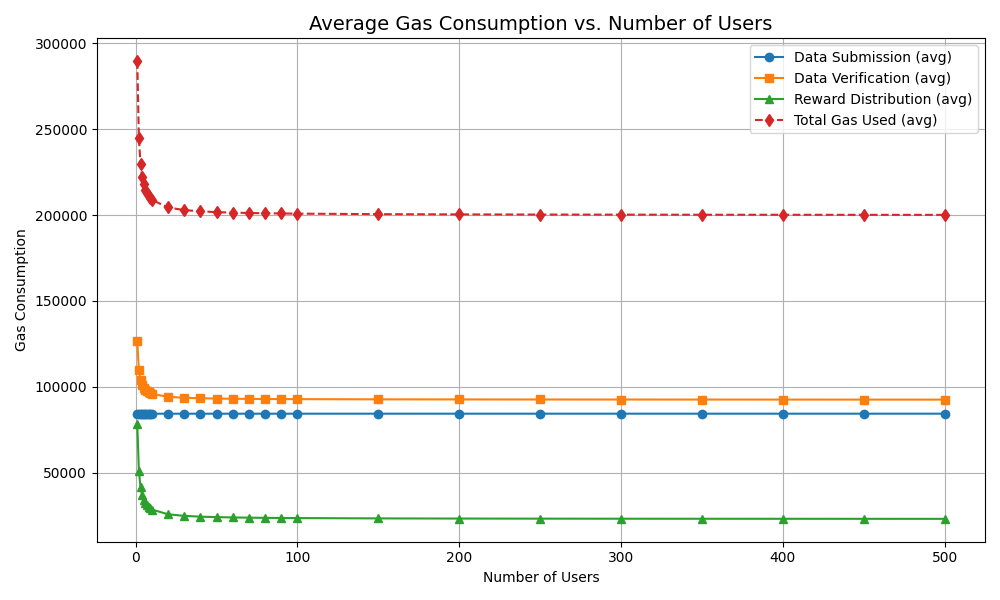 Average Gas Consumption vs. Number of Users
Data Submission (avg)
Data Verification (avg)
Reward Distribution (avg)
Total Gas Used (avg)
Gas Consumption
300000
250000
200000
150000
100000
50000
0 100 200 300 400 500
Number of Users